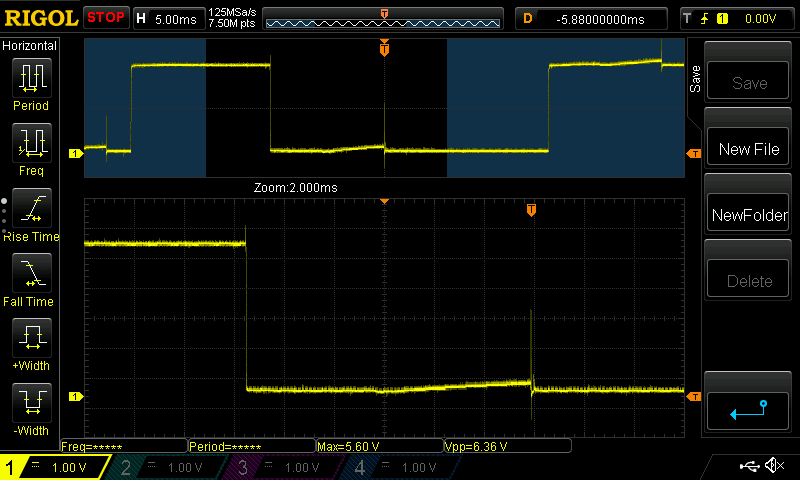 RIGOL STOP H 5.00ms 125MSa/s 7.50M pts T D -5.88000000ms T 1 0.00V
Horizontal
Period
Freq
Rise Time
Fall Time
+Width
-Width
T
1 T
Zoom:2.000ms
T
1 T
Save
Save
New File
NewFolder
Delete
Freq=***** Period=***** Max=5.60 V Vpp=6.36 V
1 1.00 V 2 1.00 V 3 1.00 V 4 1.00 V